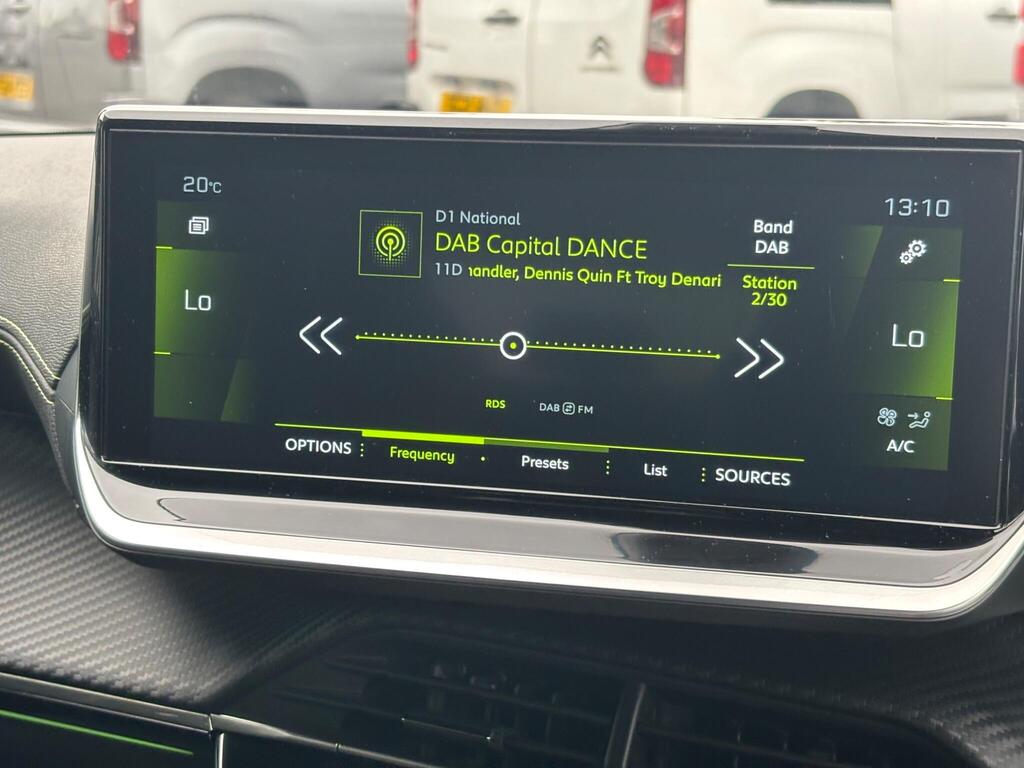 20°C
13:10
D1 National
DAB Capital DANCE
11D handler, Dennis Quin Ft Troy Denari
Band
DAB
Station
2/30
Lo
Lo
RDS
DAB FM
A/C
OPTIONS
Frequency
Presets
List
SOURCES